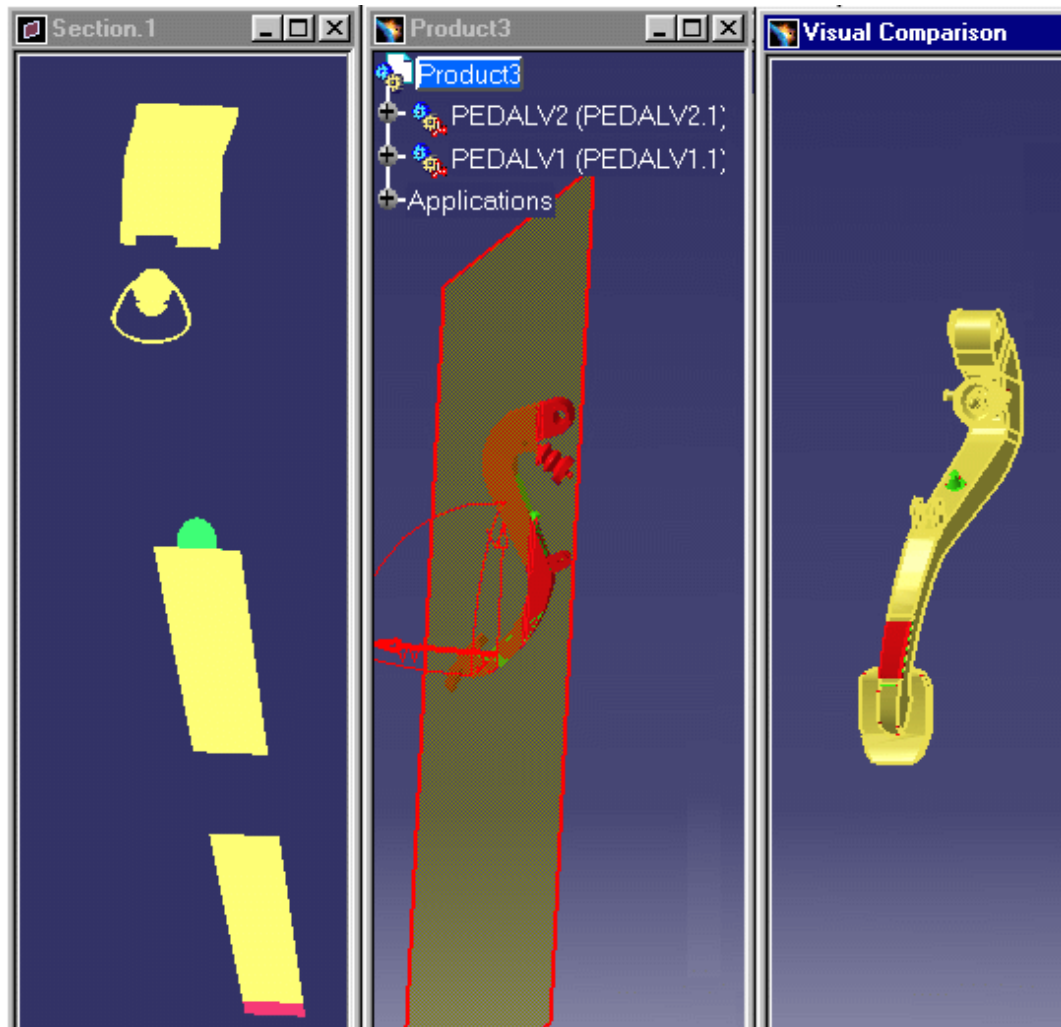 Section.1
Product3
Visual Comparison
Product3
PEDALV2 (PEDALV2.1)
PEDALV1 (PEDALV1.1)
Applications